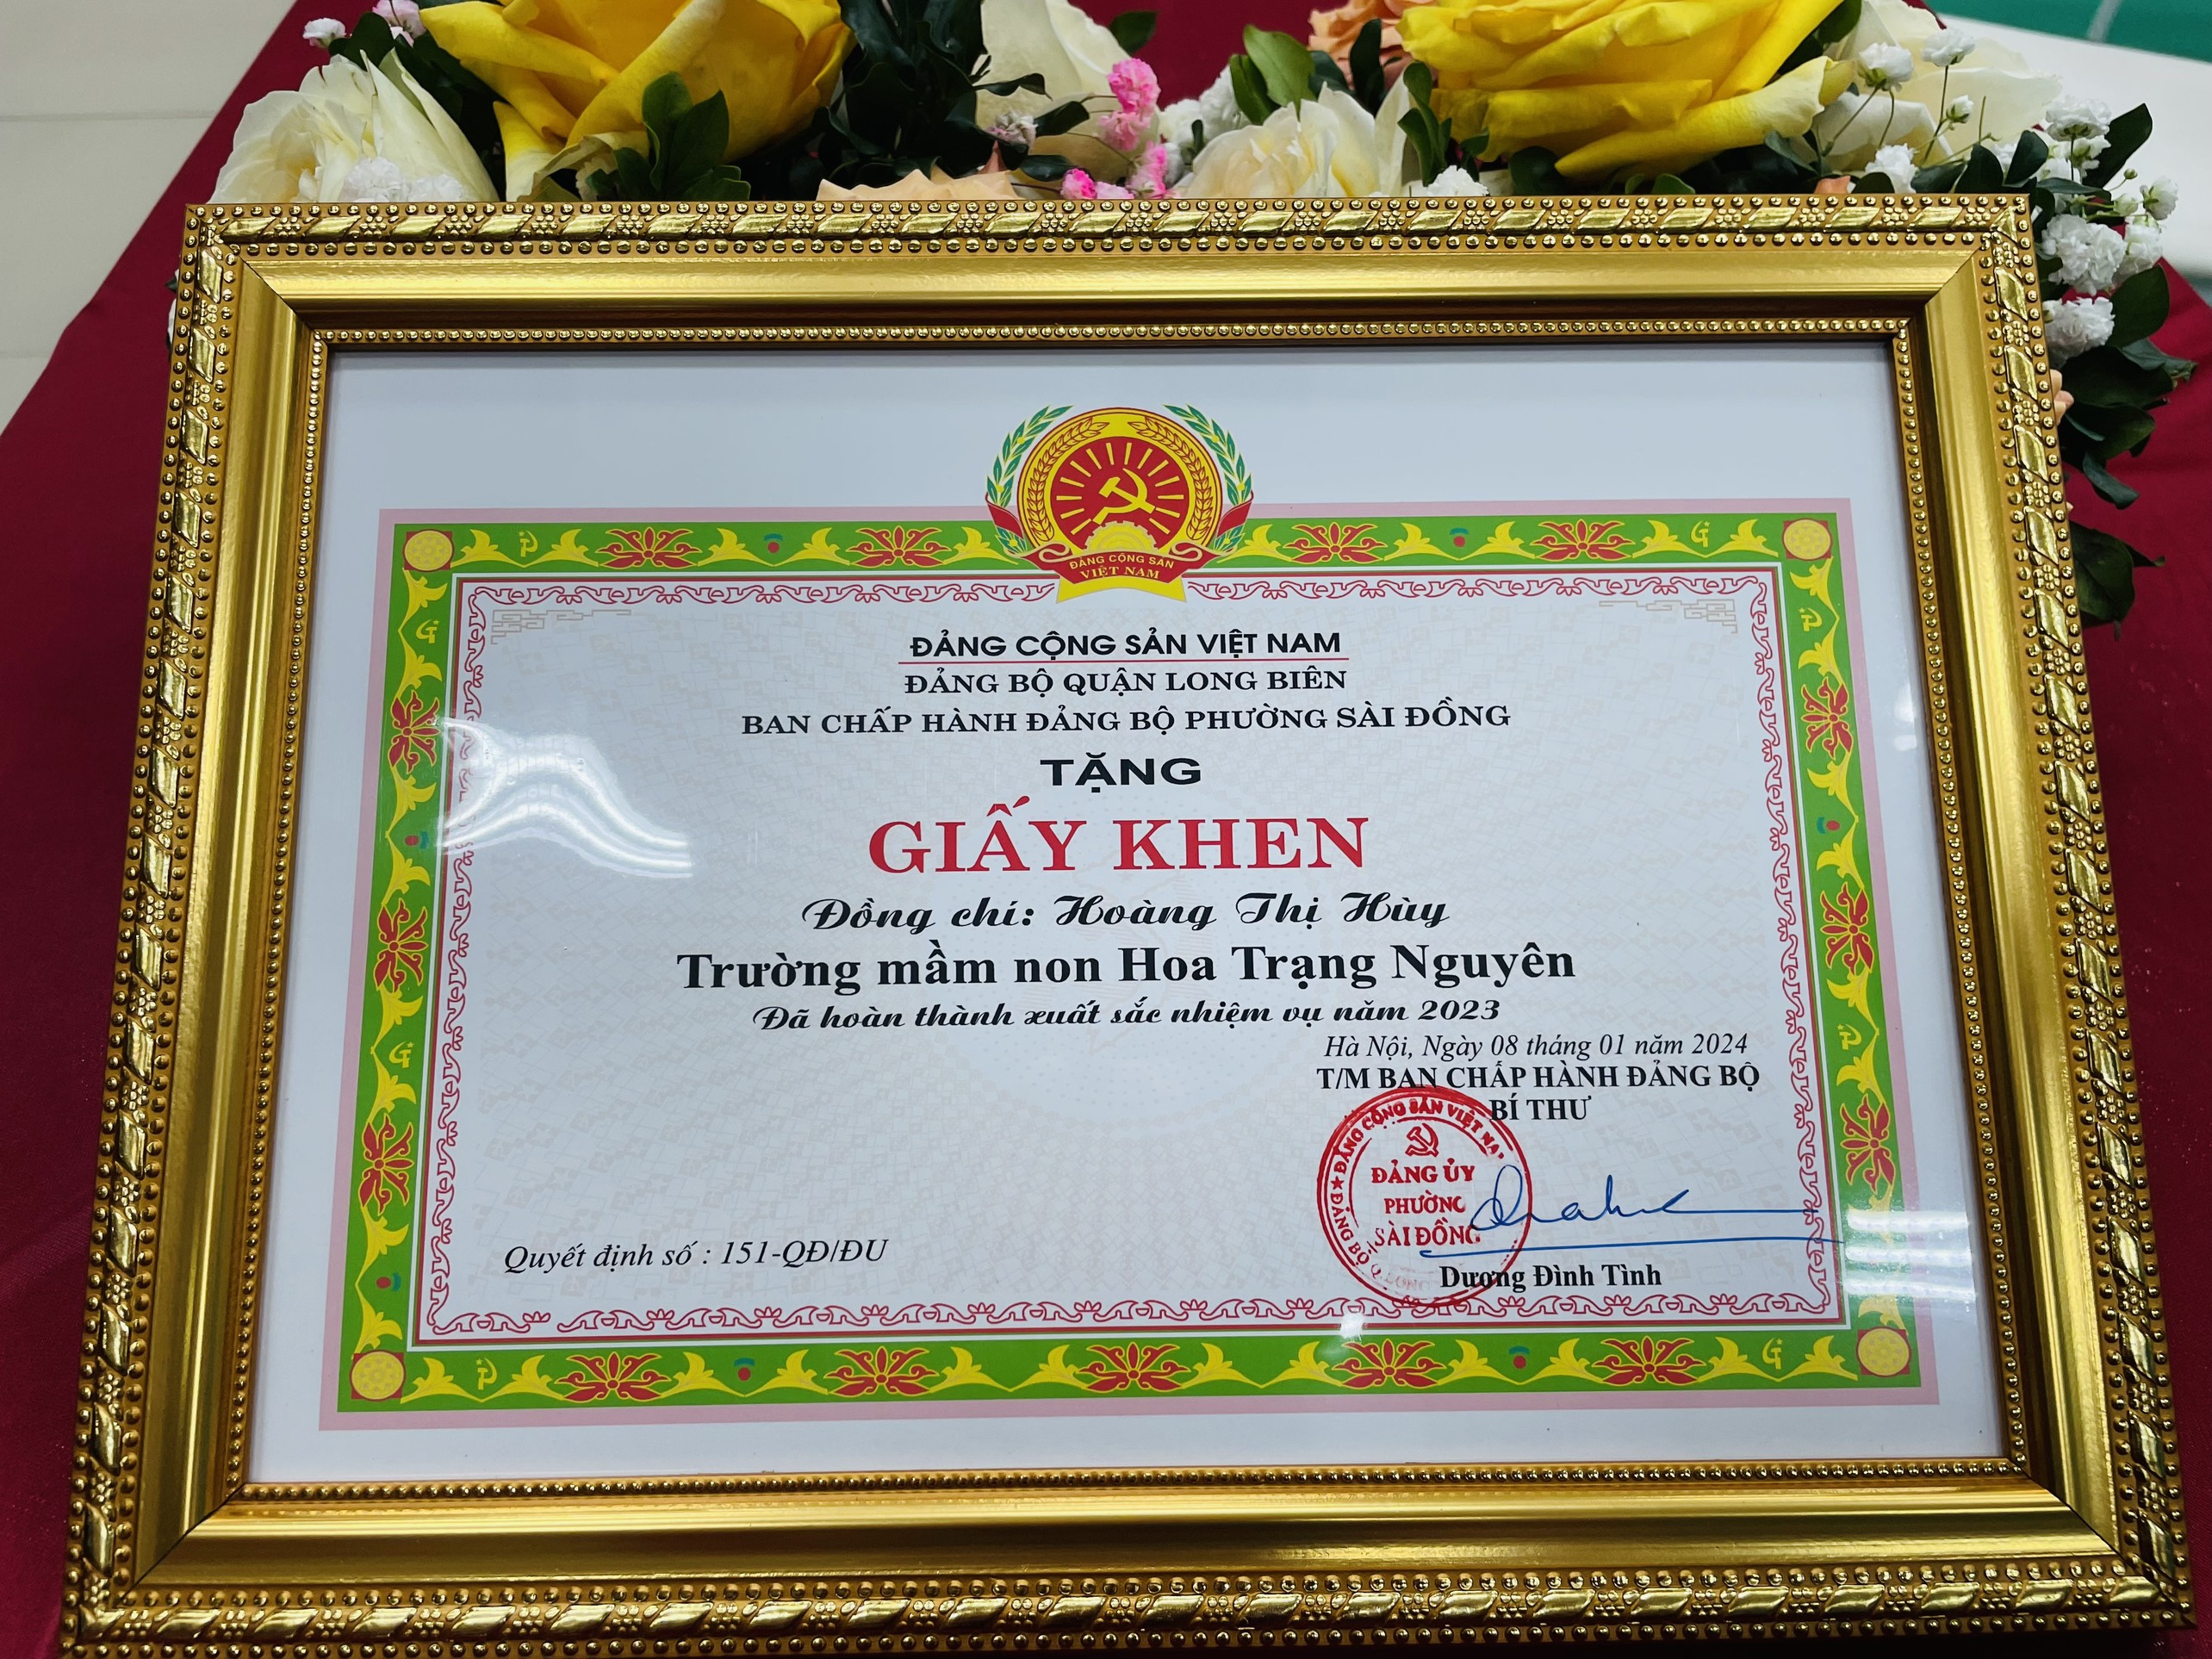 ĐẢNG CỘNG SẢN
VIỆT NAM
ĐẢNG CỘNG SẢN VIỆT NAM
ĐẢNG BỘ QUẬN LONG BIÊN
BAN CHẤP HÀNH ĐẢNG BỘ PHƯỜNG SÀI ĐỒNG
TẶNG
GIẤY KHEN
Đồng chí: Hoàng Thị Hùy
Trường mầm non Hoa Trạng Nguyên
Đã hoàn thành xuất sắc nhiệm vụ năm 2023
Hà Nội, Ngày 08 tháng 01 năm 2024
T/M BAN CHẤP HÀNH ĐẢNG BỘ
BÍ THƯ
ĐẢNG CỘNG SẢN VIỆT NAM
ĐẢNG ỦY
PHƯỜNG
SÀI ĐỒNG
ĐẢNG BỘ
Quyết định số : 151-QĐ/ĐU
Dương Đình Tình